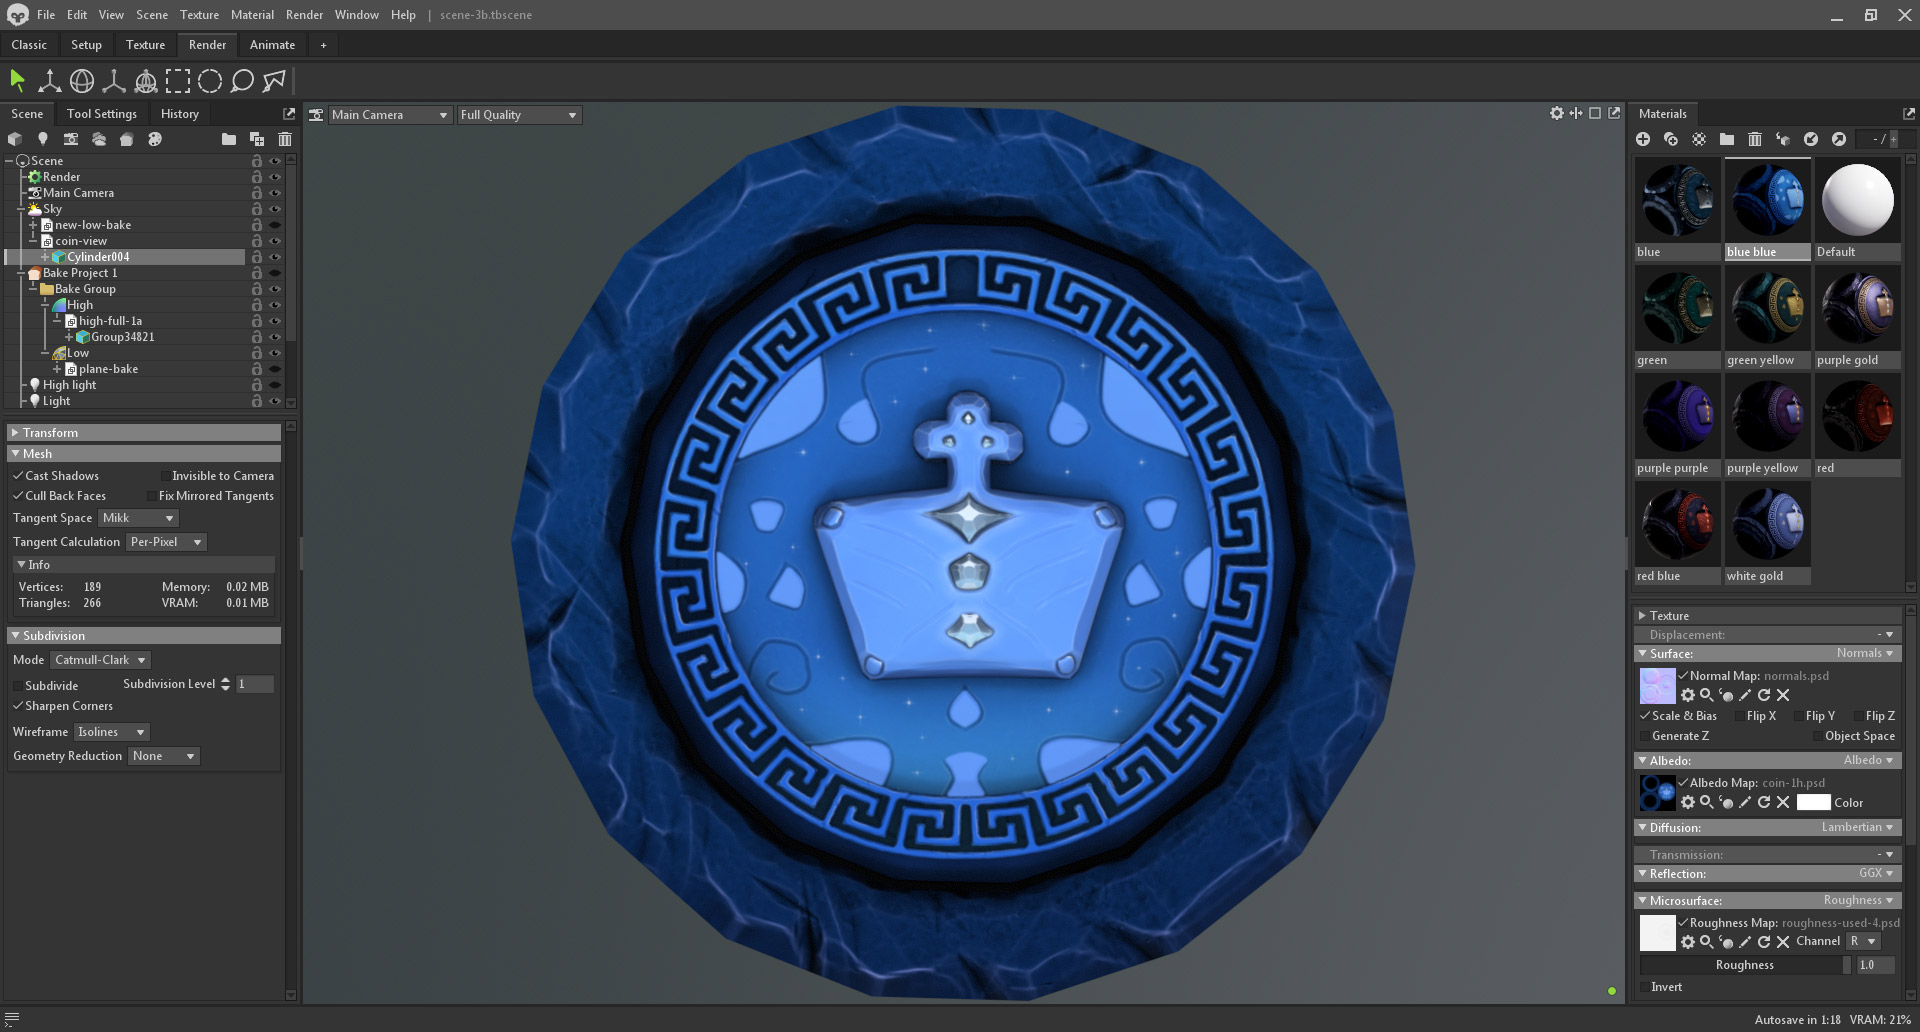 File Edit View Scene Texture Material Render Window Help | scene-3b.tbscene
Classic Setup Texture Render Animate +
Scene Tool Settings History
Main Camera Full Quality
Materials
- / +
Scene
Render
Main Camera
Sky
new-low-bake
coin-view
Cylinder004
Bake Project 1
Bake Group
High
high-full-1a
Group34821
Low
plane-bake
High light
Light
Transform
Mesh
Cast Shadows Invisible to Camera
Cull Back Faces Fix Mirrored Tangents
Tangent Space Mikk
Tangent Calculation Per-Pixel
Info
Vertices: 189 Memory: 0.02 MB
Triangles: 266 VRAM: 0.01 MB
Subdivision
Mode Catmull-Clark
Subdivide Subdivision Level 1
Sharpen Corners
Wireframe Isolines
Geometry Reduction None
blue blue blue Default
green green yellow purple gold
purple purple purple yellow red
red blue white gold
Texture
Displacement: -
Surface: Normals
Normal Map: normals.psd
Scale & Bias Flip X Flip Y Flip Z
Generate Z Object Space
Albedo: Albedo
Albedo Map: coin-1h.psd
Color
Diffusion: Lambertian
Transmission: -
Reflection: GGX
Microsurface: Roughness
Roughness Map: roughness-used-4.psd
Channel R
Roughness 1.0
Invert
Autosave in 1:18 VRAM: 21%